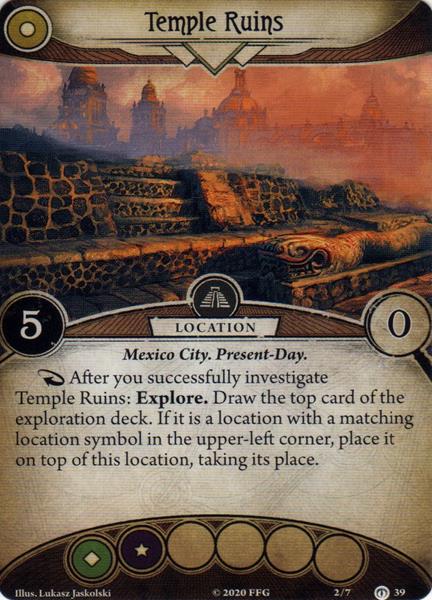 Temple Ruins
5
LOCATION
0
Mexico City. Present-Day.
After you successfully investigate
Temple Ruins: Explore. Draw the top card of the
exploration deck. If it is a location with a matching
location symbol in the upper-left corner, place it
on top of this location, taking its place.
Illus. Lukasz Jaskolski
© 2020 FFG
2/7
39